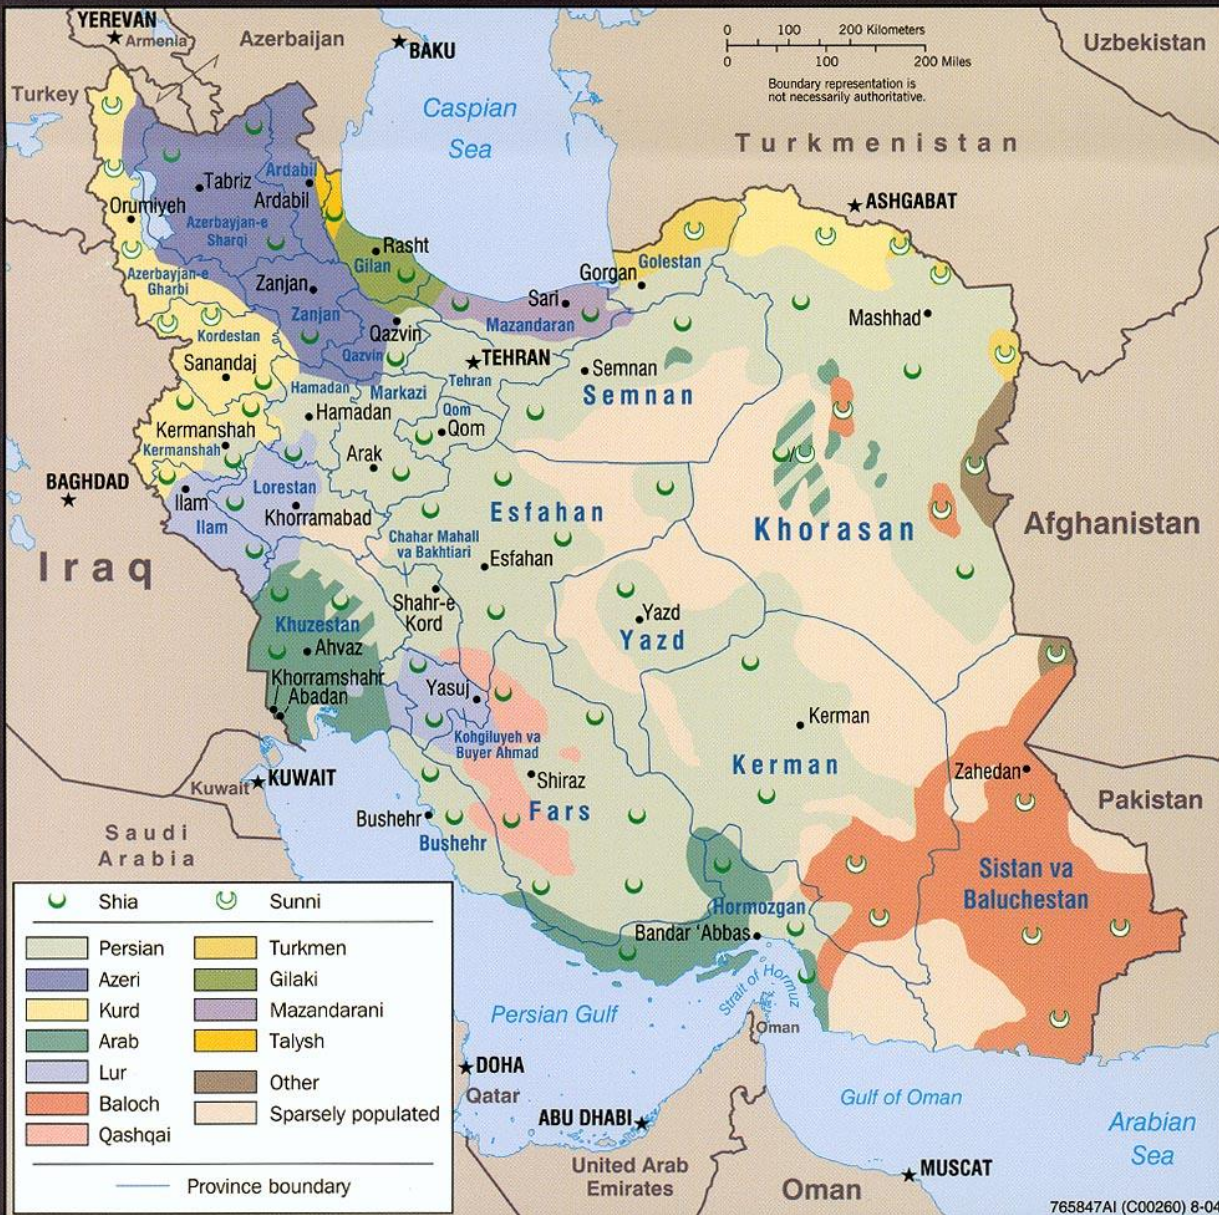 YEREVAN
Armenia
Azerbaijan
BAKU
Turkey
Caspian
Sea
0 100 200 Kilometers
0 100 200 Miles
Boundary representation is
not necessarily authoritative.
Uzbekistan
Turkmenistan
ASHGABAT
Tabriz
Ardabil
Ardabil
Orumiyeh
Azerbayjan-e
Sharqi
Rasht
Gilan
Golestan
Gorgan
Azerbayjan-e
Gharbi
Zanjan
Zanjan
Sari
Mazandaran
Mashhad
Kordestan
Qazvin
Qazvin
TEHRAN
Tehran
Sanandaj
Semnan
Semnan
Hamadan
Markazi
Hamadan
Qom
Qom
Kermanshah
Kermanshah
Arak
BAGHDAD
Ilam
Ilam
Lorestan
Khorramabad
Esfahan
Khorasan
Afghanistan
Chahar Mahall
va Bakhtiari
Esfahan
Iraq
Shahr-e
Kord
Yazd
Yazd
Khuzestan
Ahvaz
Khorramshahr
Abadan
Yasuj
Kohgiluyeh va
Buyer Ahmad
Kerman
Kerman
Zahedan
Kuwait
KUWAIT
Shiraz
Fars
Pakistan
Saudi
Arabia
Bushehr
Bushehr
Sistan va
Baluchestan
Hormozgan
Bandar 'Abbas
Strait of Hormuz
Persian Gulf
Oman
DOHA
Qatar
Gulf of Oman
ABU DHABI
Arabian
Sea
United Arab
Emirates
Oman
MUSCAT
Shia
Sunni
Persian
Azeri
Kurd
Arab
Lur
Baloch
Qashqai
Turkmen
Gilaki
Mazandarani
Talysh
Other
Sparsely populated
Province boundary
765847AI (C00260) 8-04